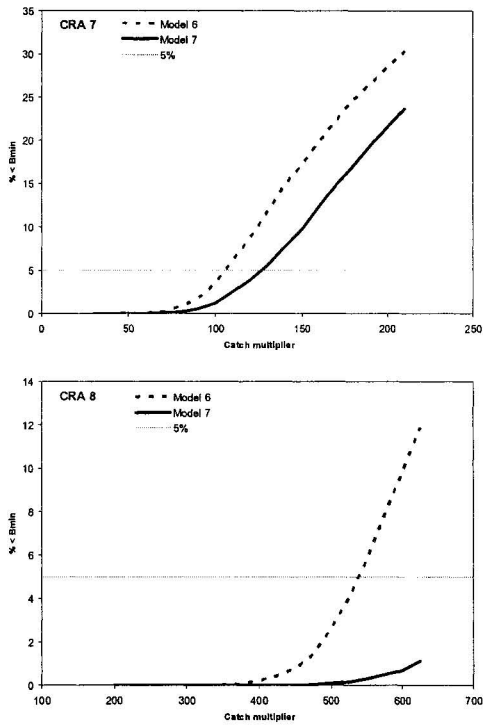 35
30
25
20
15
10
5
0
% < Bmin
CRA 7
Model 6
Model 7
5%
0 50 100 150 200 250
Catch multiplier
14
12
10
8
6
4
2
0
% < Bmin
CRA 8
Model 6
Model 7
5%
100 200 300 400 500 600 700
Catch multiplier